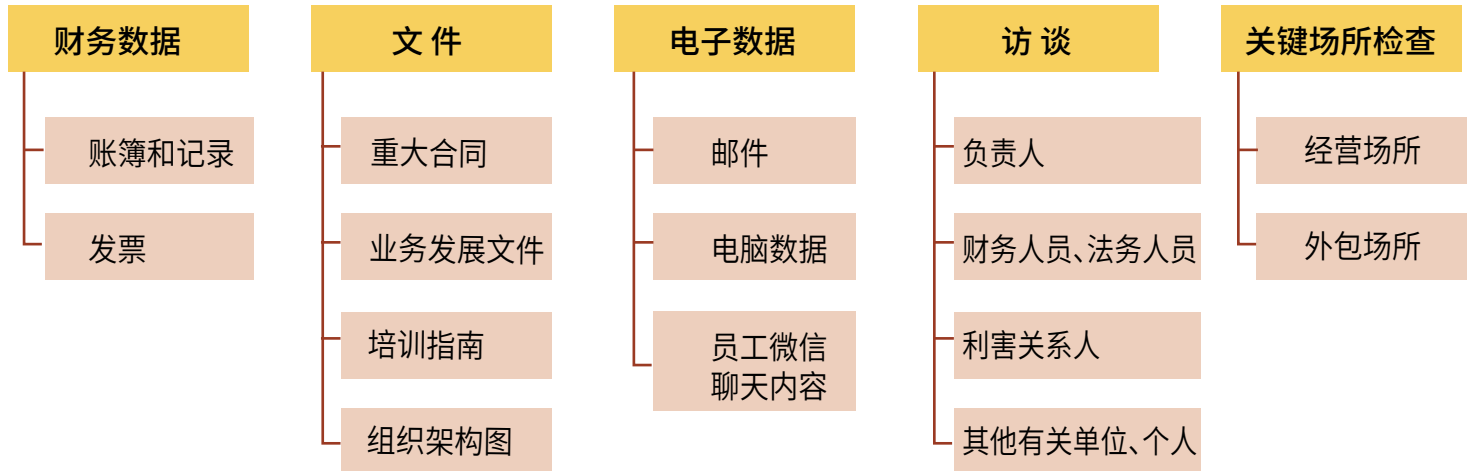 财务数据
账簿和记录
发票
文 件
重大合同
业务发展文件
培训指南
组织架构图
电子数据
邮件
电脑数据
员工微信
聊天内容
访 谈
负责人
财务人员、法务人员
利害关系人
其他有关单位、个人
关键场所检查
经营场所
外包场所